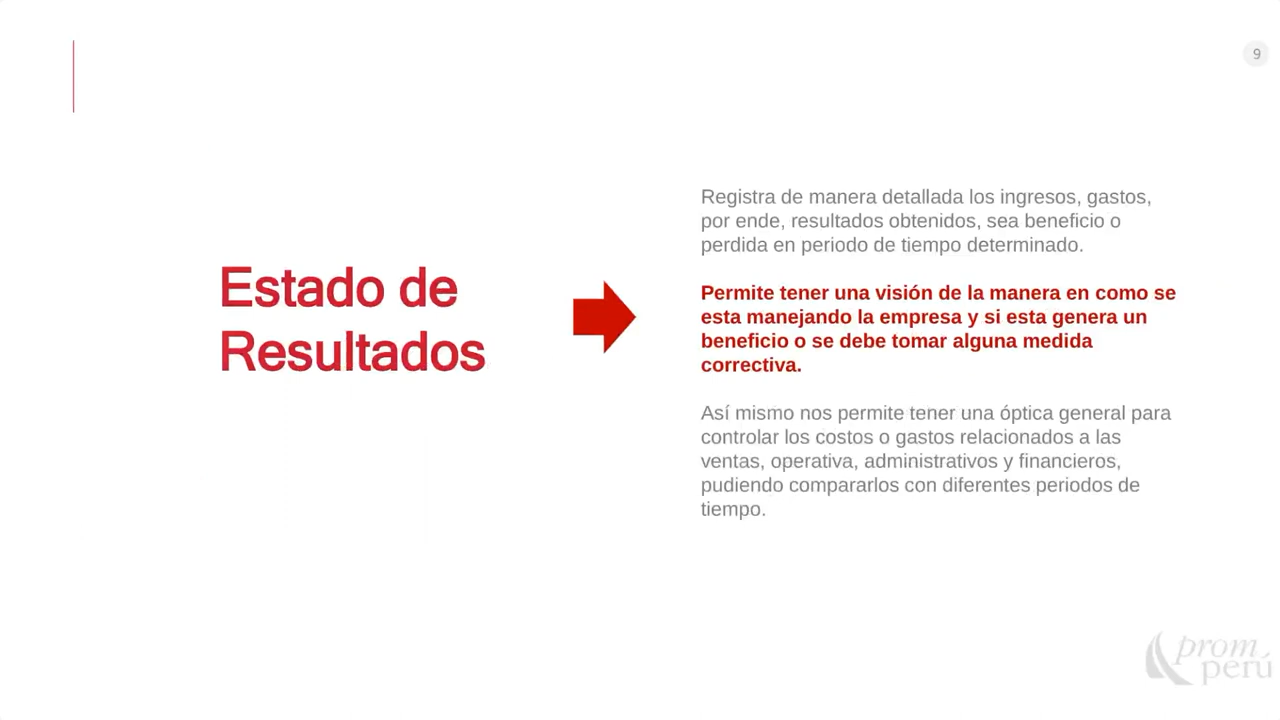 9
Registra de manera detallada los ingresos, gastos,
por ende, resultados obtenidos, sea beneficio o
perdida en periodo de tiempo determinado.
Estado de
Resultados
Permite tener una visión de la manera en como se
esta manejando la empresa y si esta genera un
beneficio o se debe tomar alguna medida
correctiva.
Así mismo nos permite tener una óptica general para
controlar los costos o gastos relacionados a las
ventas, operativa, administrativos y financieros,
pudiendo compararlos con diferentes periodos de
tiempo.
prom
perú